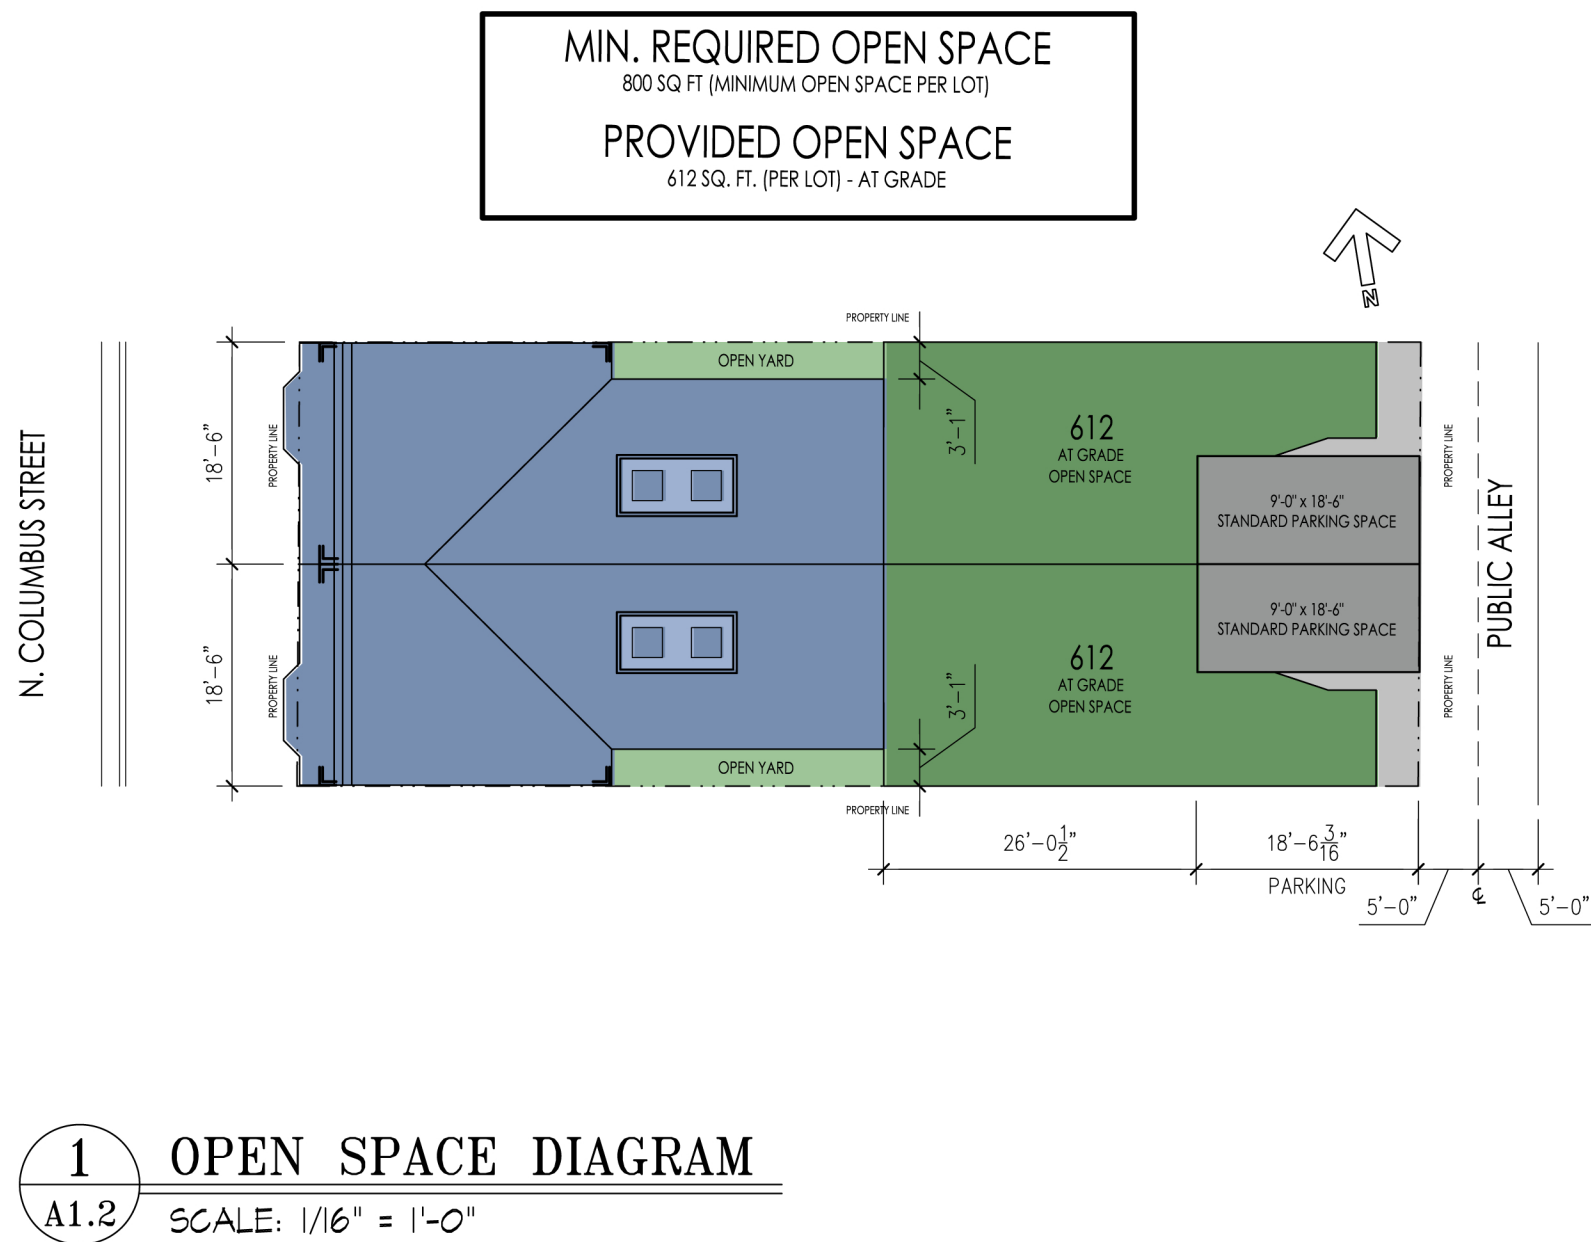 MIN. REQUIRED OPEN SPACE
800 SQ FT (MINIMUM OPEN SPACE PER LOT)
PROVIDED OPEN SPACE
612 SQ. FT. (PER LOT) - AT GRADE
N
PROPERTY LINE
OPEN YARD
N. COLUMBUS STREET
18'-6"
PROPERTY LINE
3'-1"
612
AT GRADE
OPEN SPACE
PROPERTY LINE
9'-0" x 18'-6"
STANDARD PARKING SPACE
PUBLIC ALLEY
18'-6"
PROPERTY LINE
3'-1"
612
AT GRADE
OPEN SPACE
9'-0" x 18'-6"
STANDARD PARKING SPACE
PROPERTY LINE
OPEN YARD
PROPERTY LINE
26'-0 1/2"
18'-6 3/16"
PARKING
5'-0"
℄
5'-0"
1
A1.2
OPEN SPACE DIAGRAM
SCALE: 1/16" = 1'-0"